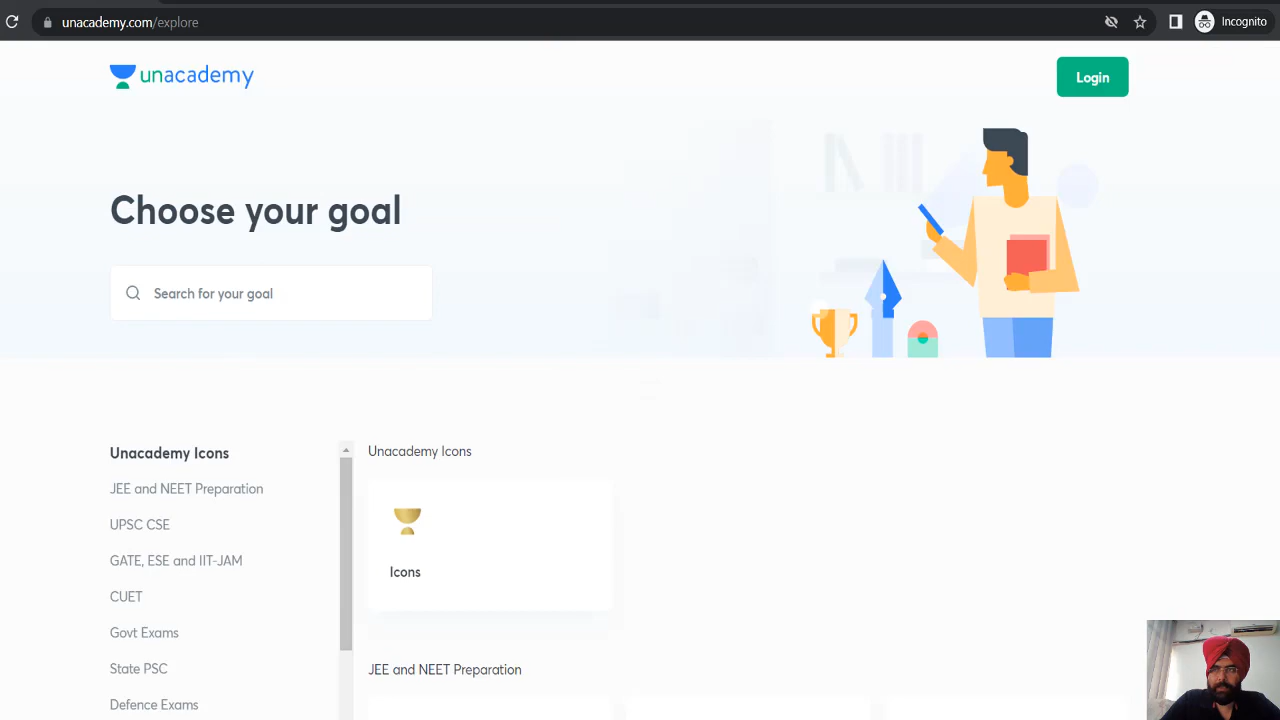 unacademy.com/explore
Incognito
unacademy
Login
Choose your goal
Search for your goal
Unacademy Icons
JEE and NEET Preparation
UPSC CSE
GATE, ESE and IIT-JAM
CUET
Govt Exams
State PSC
Defence Exams
Unacademy Icons
Icons
JEE and NEET Preparation